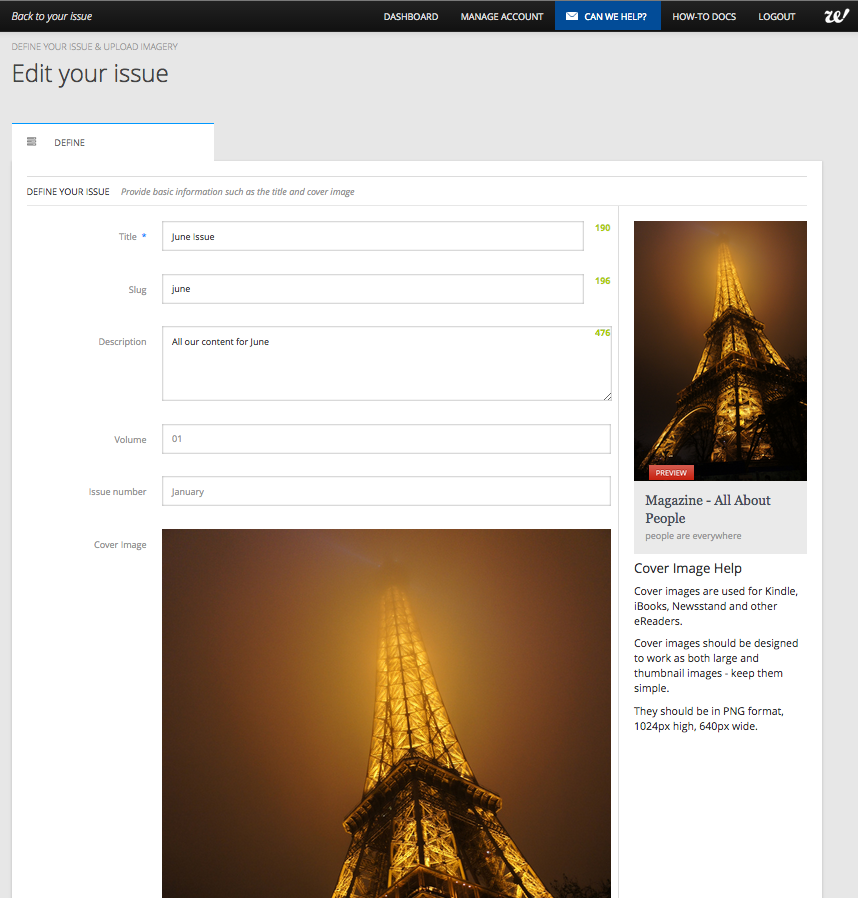 Back to your issue
DASHBOARD
MANAGE ACCOUNT
CAN WE HELP?
HOW-TO DOCS
LOGOUT
we!
DEFINE YOUR ISSUE & UPLOAD IMAGERY
Edit your issue
DEFINE
DEFINE YOUR ISSUE Provide basic information such as the title and cover image
Title *
June Issue
190
Slug
june
196
Description
All our content for June
476
Volume
01
Issue number
January
Cover Image
PREVIEW
Magazine - All About
People
people are everywhere
Cover Image Help
Cover images are used for Kindle,
iBooks, Newsstand and other
eReaders.
Cover images should be designed
to work as both large and
thumbnail images - keep them
simple.
They should be in PNG format,
1024px high, 640px wide.